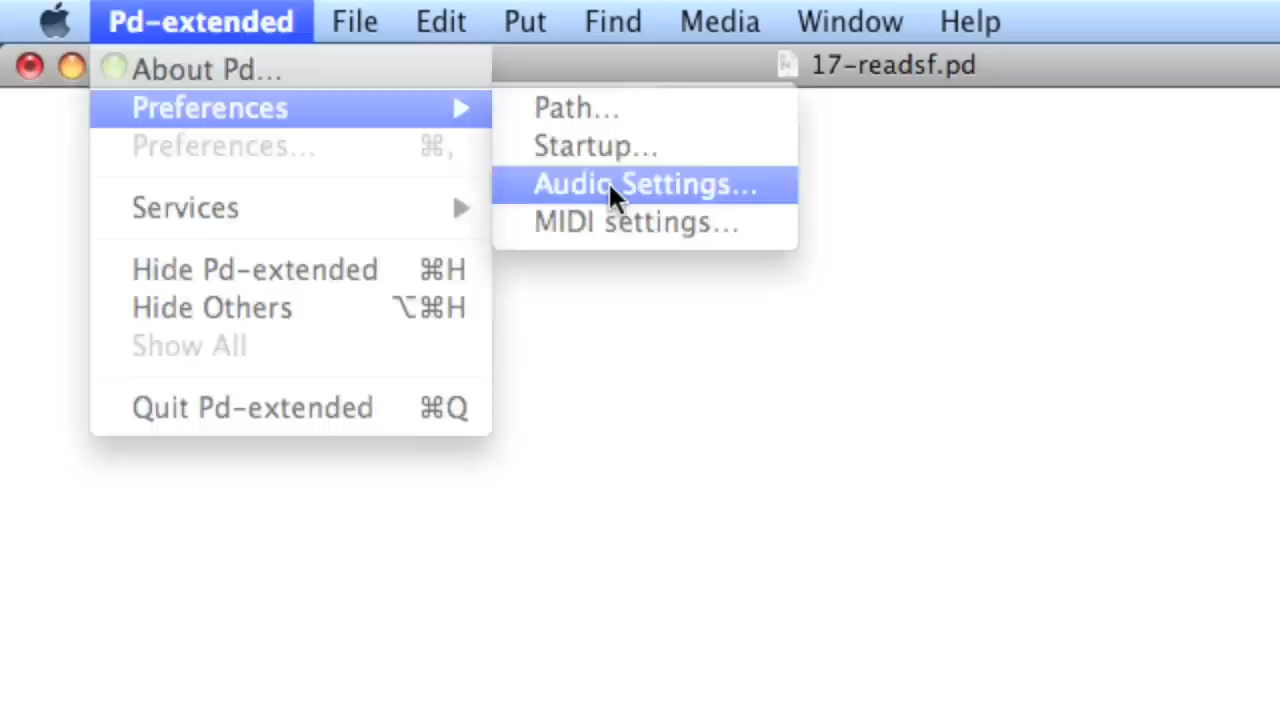 Pd-extended File Edit Put Find Media Window Help
17-readsf.pd
About Pd...
Preferences
Preferences... ⌘,
Services
Hide Pd-extended ⌘H
Hide Others ⌥⌘H
Show All
Quit Pd-extended ⌘Q
Path...
Startup...
Audio Settings...
MIDI settings...